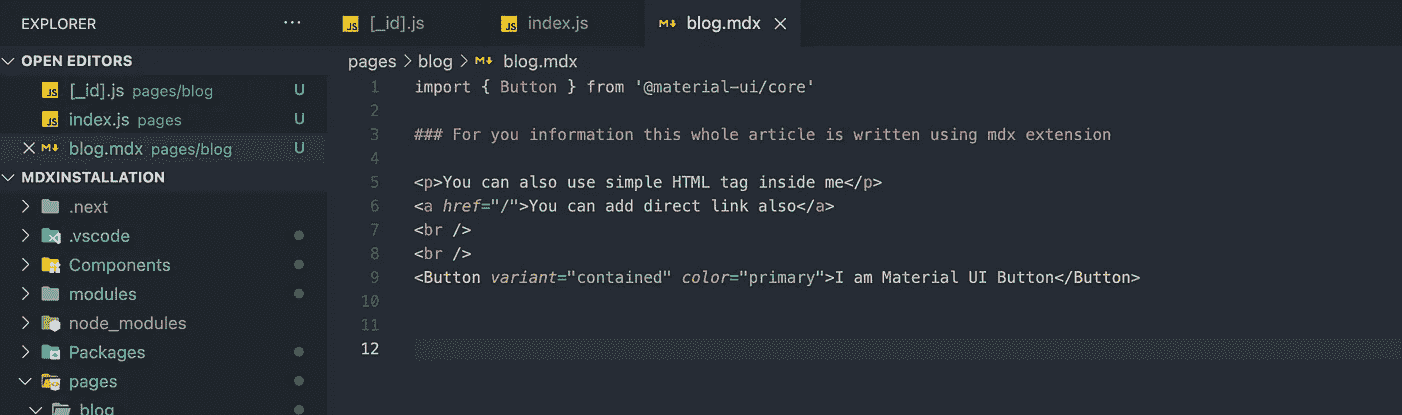 EXPLORER ...
OPEN EDITORS
JS [_id].js pages/blog U
JS index.js pages U
blog.mdx pages/blog U
MDXINSTALLATION
.next
.vscode
Components
modules
node_modules
Packages
pages
blog
JS [_id].js JS index.js blog.mdx
pages > blog > blog.mdx
1 import { Button } from '@material-ui/core'
2
3 ### For you information this whole article is written using mdx extension
4
5 <p>You can also use simple HTML tag inside me</p>
6 <a href="/">You can add direct link also</a>
7 <br />
8 <br />
9 <Button variant="contained" color="primary">I am Material UI Button</Button>
10
11
12